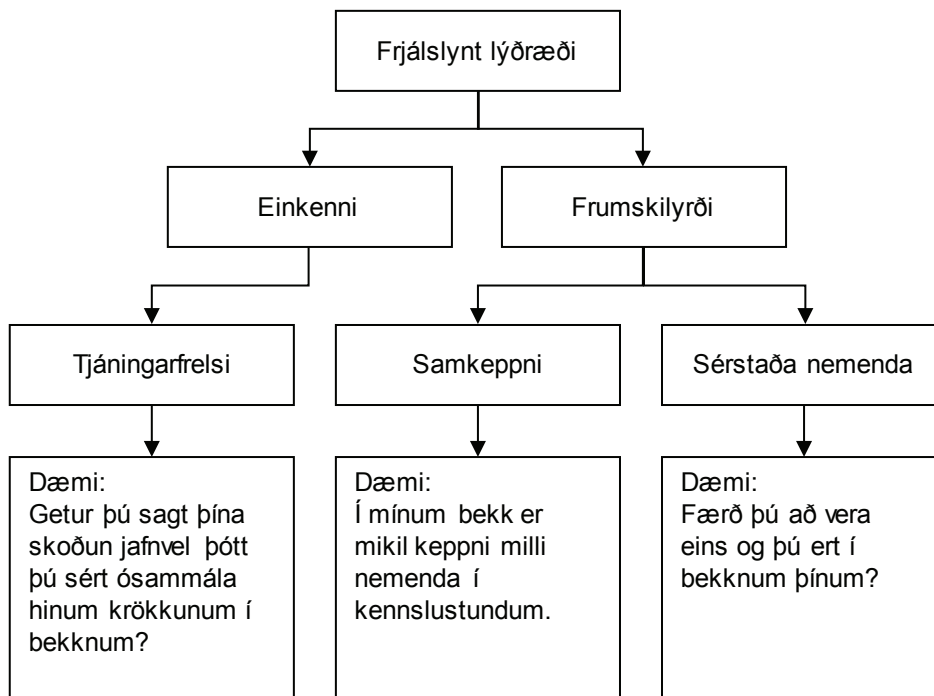 Frjálslynt lýðræði
Einkenni
Frumskilyrði
Tjáningarfrelsi
Samkeppni
Sérstaða nemenda
Dæmi:
Getur þú sagt þína
skoðun jafnvel þótt
þú sért ósammála
hinum krökkunum í
bekknum?
Dæmi:
Í mínum bekk er
mikil keppni milli
nemenda í
kennslustundum.
Dæmi:
Færð þú að vera
eins og þú ert í
bekknum þínum?